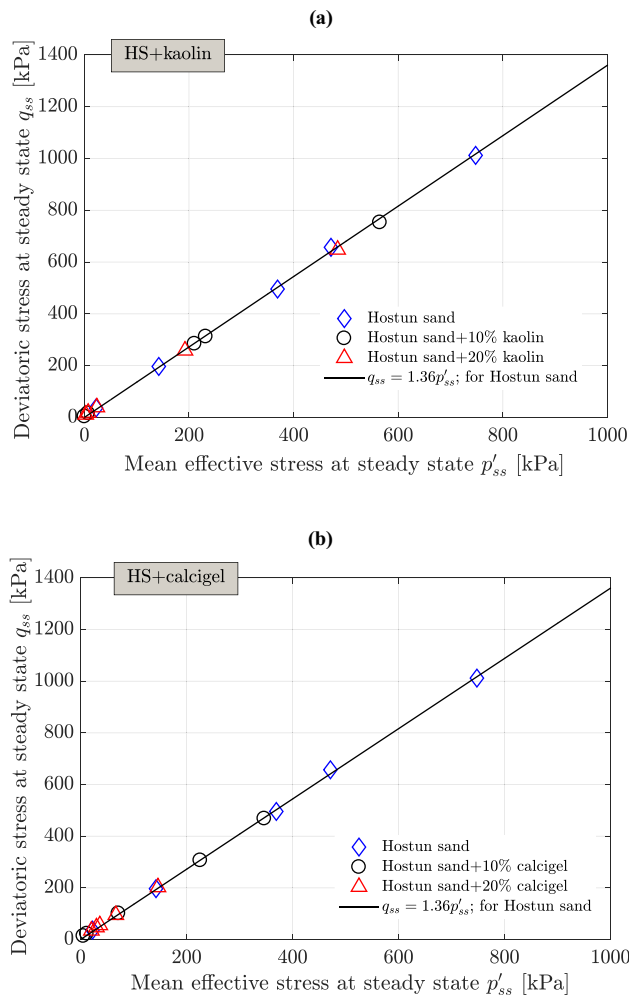 (a)
HS+kaolin
Deviatoric stress at steady state q_ss [kPa]
1400
1200
1000
800
600
400
200
0
Hostun sand
Hostun sand+10% kaolin
Hostun sand+20% kaolin
q_ss = 1.36p′_ss; for Hostun sand
0 200 400 600 800 1000
Mean effective stress at steady state p′_ss [kPa]
(b)
HS+calcigel
Deviatoric stress at steady state q_ss [kPa]
1400
1200
1000
800
600
400
200
0
Hostun sand
Hostun sand+10% calcigel
Hostun sand+20% calcigel
q_ss = 1.36p′_ss; for Hostun sand
0 200 400 600 800 1000
Mean effective stress at steady state p′_ss [kPa]